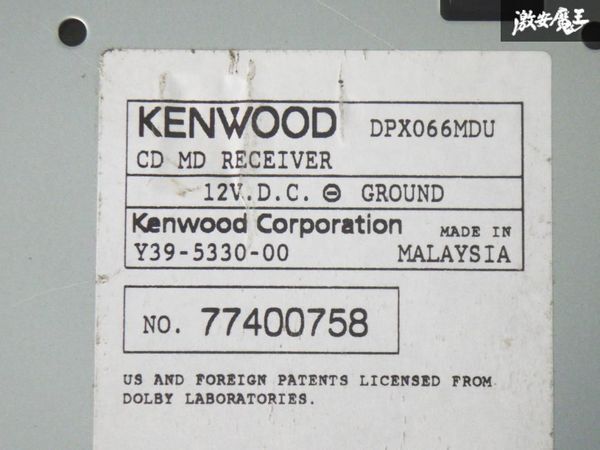 激安魔王
KENWOOD DPX066MDU
CD MD RECEIVER
12V D.C. ⊖ GROUND
Kenwood Corporation MADE IN
Y39-5330-00 MALAYSIA
NO. 77400758
US AND FOREIGN PATENTS LICENSED FROM
DOLBY LABORATORIES.